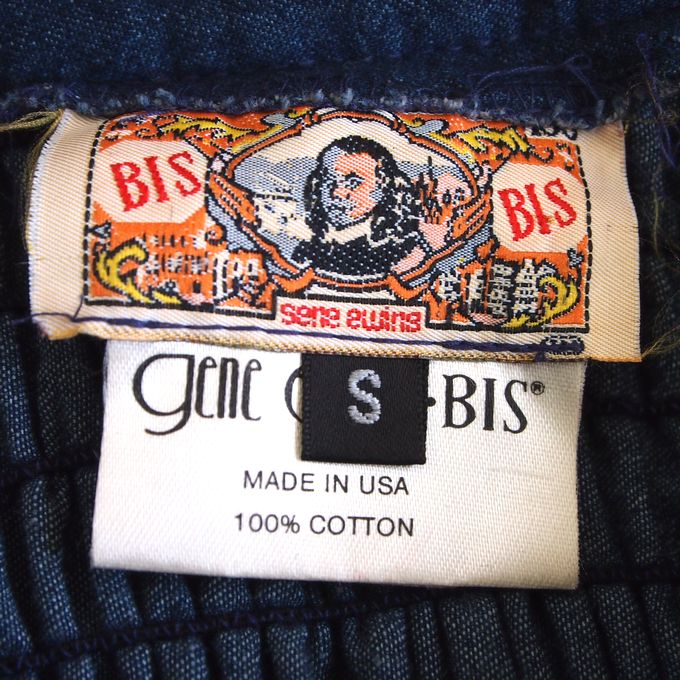 BIS
BIS
gene ewing
gene S BIS®
MADE IN USA
100% COTTON